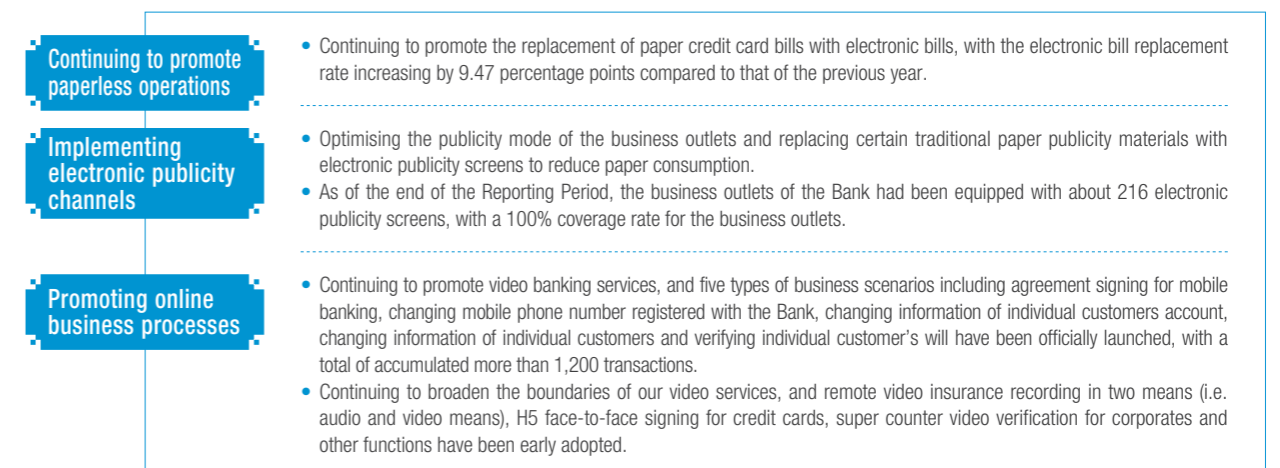 Continuing to promote
paperless operations
• Continuing to promote the replacement of paper credit card bills with electronic bills, with the electronic bill replacement
rate increasing by 9.47 percentage points compared to that of the previous year.
Implementing
electronic publicity
channels
• Optimising the publicity mode of the business outlets and replacing certain traditional paper publicity materials with
electronic publicity screens to reduce paper consumption.
• As of the end of the Reporting Period, the business outlets of the Bank had been equipped with about 216 electronic
publicity screens, with a 100% coverage rate for the business outlets.
Promoting online
business processes
• Continuing to promote video banking services, and five types of business scenarios including agreement signing for mobile
banking, changing mobile phone number registered with the Bank, changing information of individual customers account,
changing information of individual customers and verifying individual customer's will have been officially launched, with a
total of accumulated more than 1,200 transactions.
• Continuing to broaden the boundaries of our video services, and remote video insurance recording in two means (i.e.
audio and video means), H5 face-to-face signing for credit cards, super counter video verification for corporates and
other functions have been early adopted.